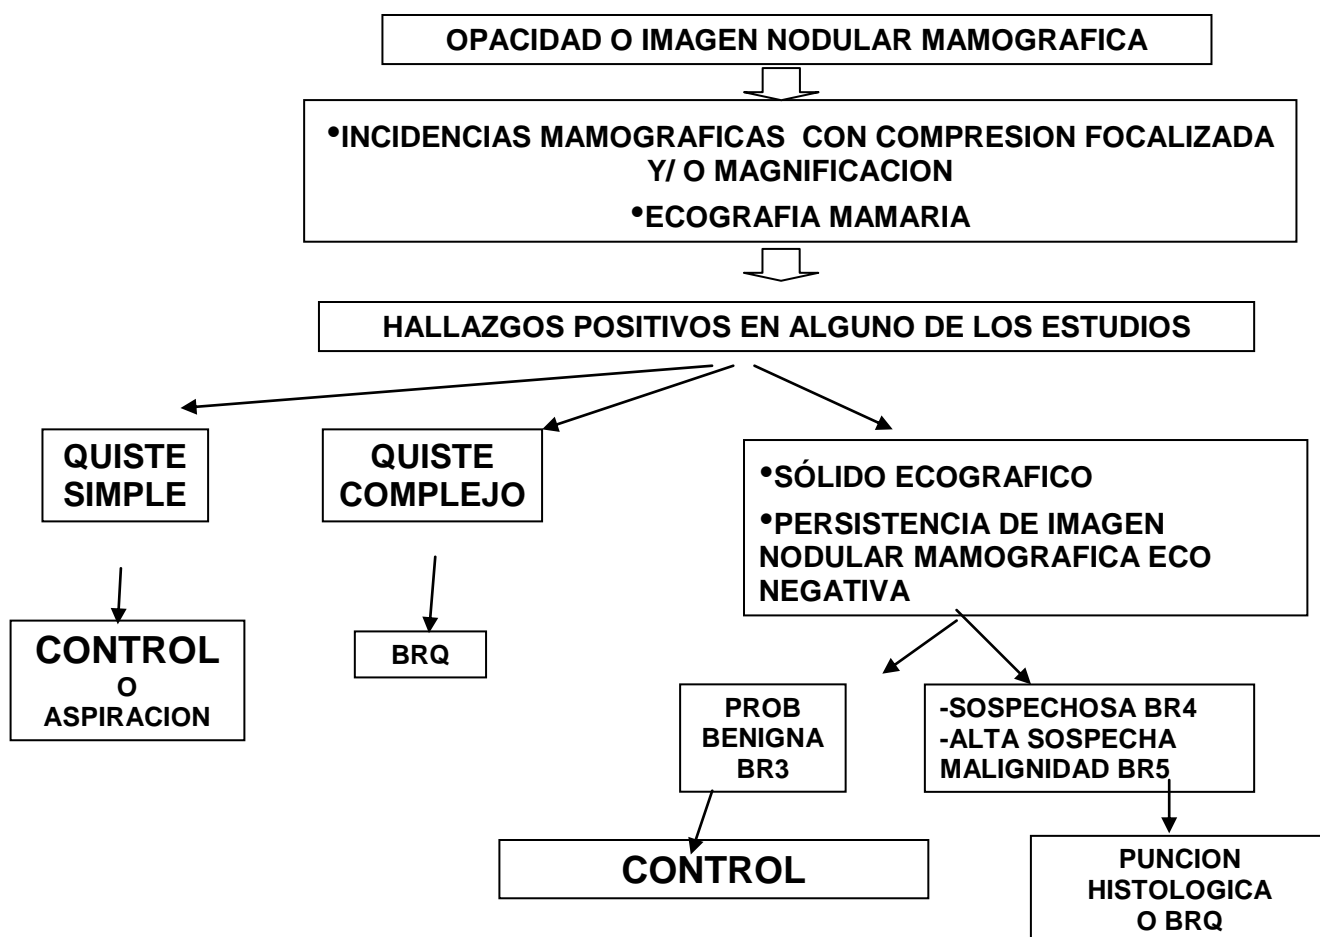 OPACIDAD O IMAGEN NODULAR MAMOGRAFICA
•INCIDENCIAS MAMOGRAFICAS CON COMPRESION FOCALIZADA
Y/ O MAGNIFICACION
•ECOGRAFIA MAMARIA
HALLAZGOS POSITIVOS EN ALGUNO DE LOS ESTUDIOS
QUISTE
SIMPLE
QUISTE
COMPLEJO
•SÓLIDO ECOGRAFICO
•PERSISTENCIA DE IMAGEN
NODULAR MAMOGRAFICA ECO
NEGATIVA
CONTROL
O
ASPIRACION
BRQ
PROB
BENIGNA
BR3
-SOSPECHOSA BR4
-ALTA SOSPECHA
MALIGNIDAD BR5
CONTROL
PUNCION
HISTOLOGICA
O BRQ